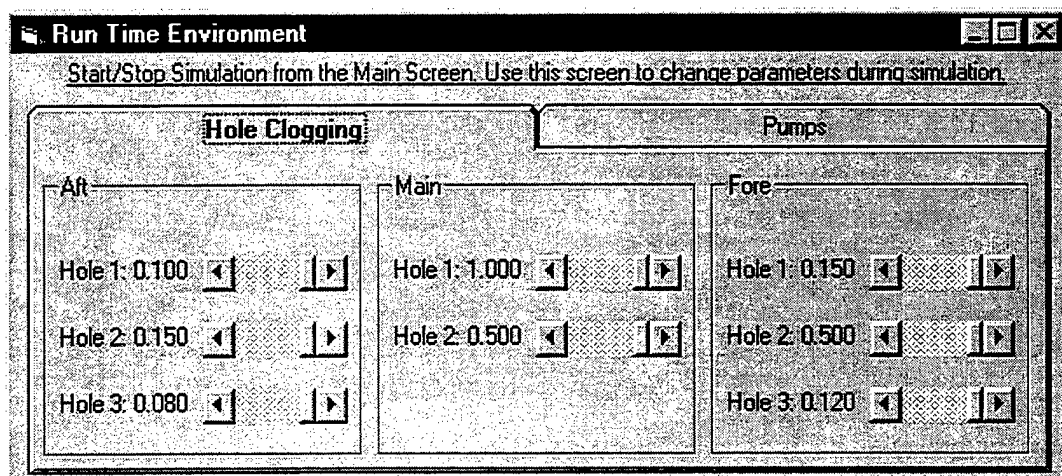 Run Time Environment
Start/Stop Simulation from the Main Screen. Use this screen to change parameters during simulation.
Hole Clogging
Pumps
Aft
Hole 1: 0.100
Hole 2: 0.150
Hole 3: 0.080
Main
Hole 1: 1.000
Hole 2: 0.500
Fore
Hole 1: 0.150
Hole 2: 0.500
Hole 3: 0.120